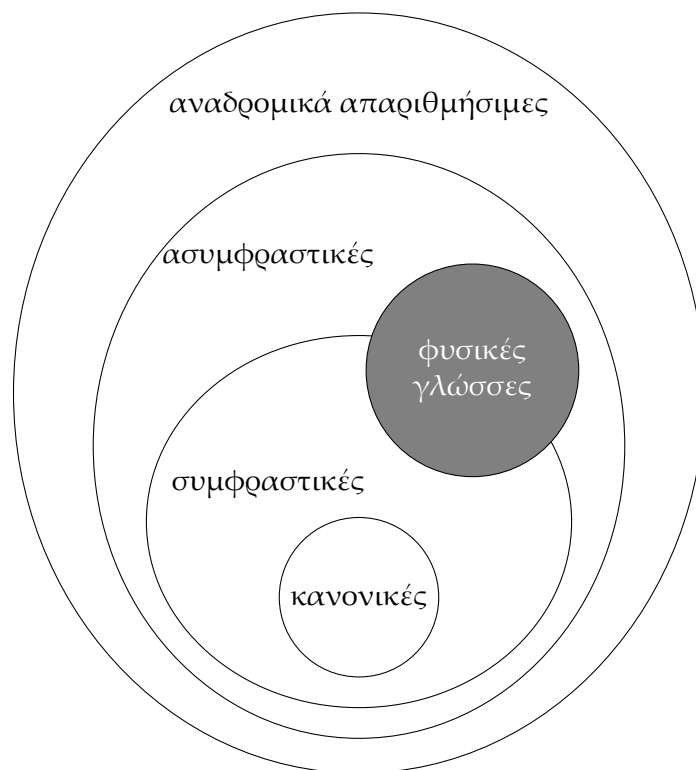 αναδρομικά απαριθμήσιμες
ασυμφραστικές
φυσικές
γλώσσες
συμφραστικές
κανονικές